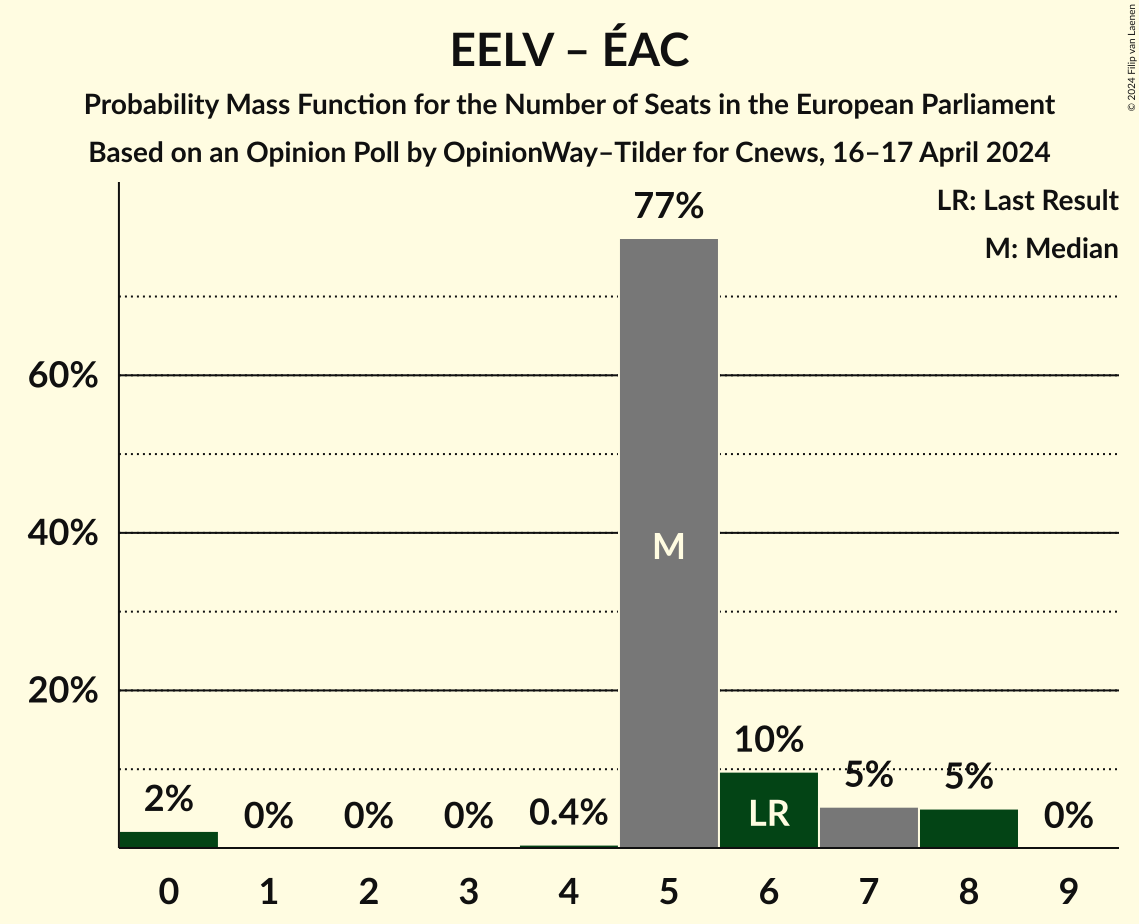 EELV – ÉAC
Probability Mass Function for the Number of Seats in the European Parliament
Based on an Opinion Poll by OpinionWay–Tilder for Cnews, 16–17 April 2024
© 2024 Filip van Laenen
LR: Last Result
M: Median
60%
40%
20%
2%
0%
0%
0%
0.4%
77%
10%
5%
5%
0%
M
LR
0
1
2
3
4
5
6
7
8
9